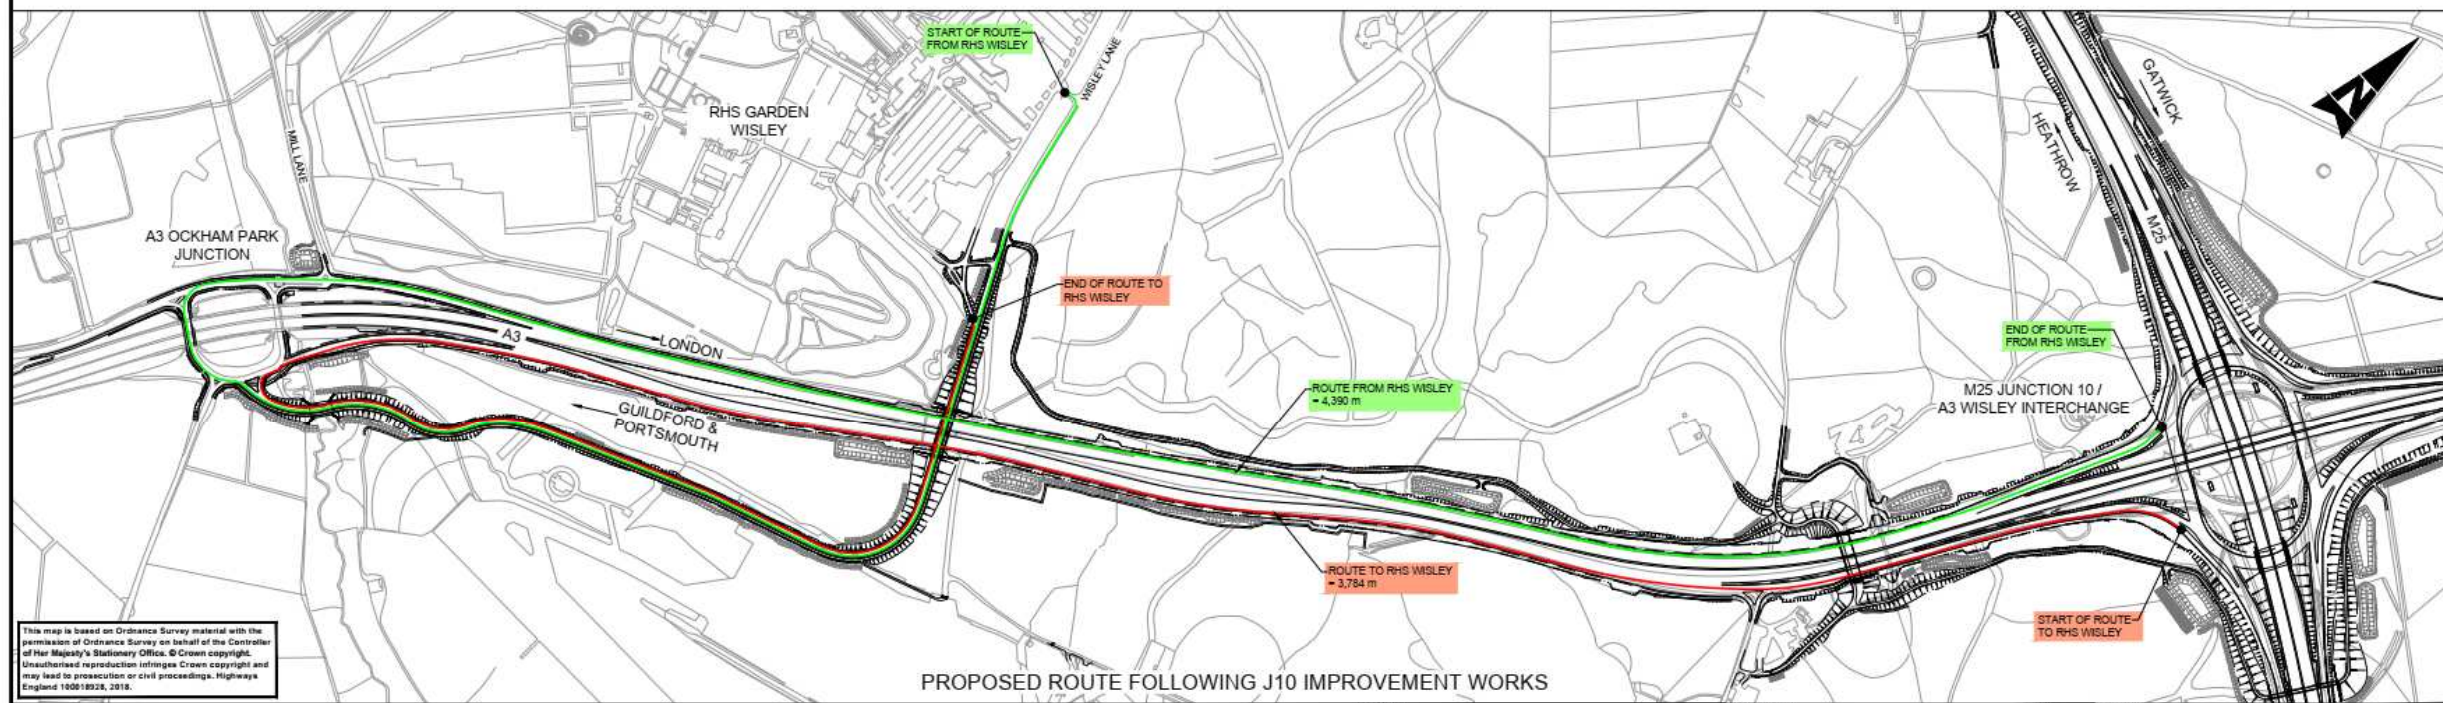 START OF ROUTE
FROM RHS WISLEY
WISLEY LANE
RHS GARDEN
WISLEY
MILL LANE
A3 OCKHAM PARK
JUNCTION
END OF ROUTE TO
RHS WISLEY
A3
LONDON
GUILDFORD &
PORTSMOUTH
ROUTE FROM RHS WISLEY
= 4,390 m
ROUTE TO RHS WISLEY
= 3,784 m
GATWICK
HEATHROW
M25
N
END OF ROUTE
FROM RHS WISLEY
M25 JUNCTION 10 /
A3 WISLEY INTERCHANGE
START OF ROUTE
TO RHS WISLEY
This map is based on Ordnance Survey material with the
permission of Ordnance Survey on behalf of the Controller
of Her Majesty's Stationery Office. © Crown copyright.
Unauthorised reproduction infringes Crown copyright and
may lead to prosecution or civil proceedings. Highways
England 100018928, 2018.
PROPOSED ROUTE FOLLOWING J10 IMPROVEMENT WORKS